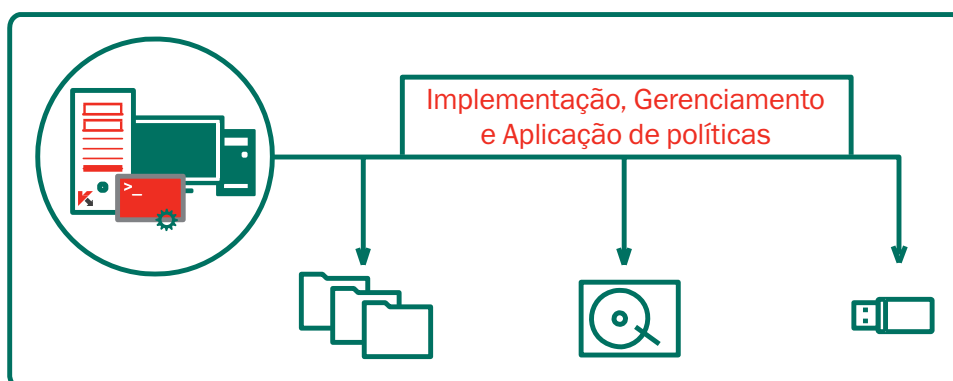 Implementação, Gerenciamento
e Aplicação de políticas
>_